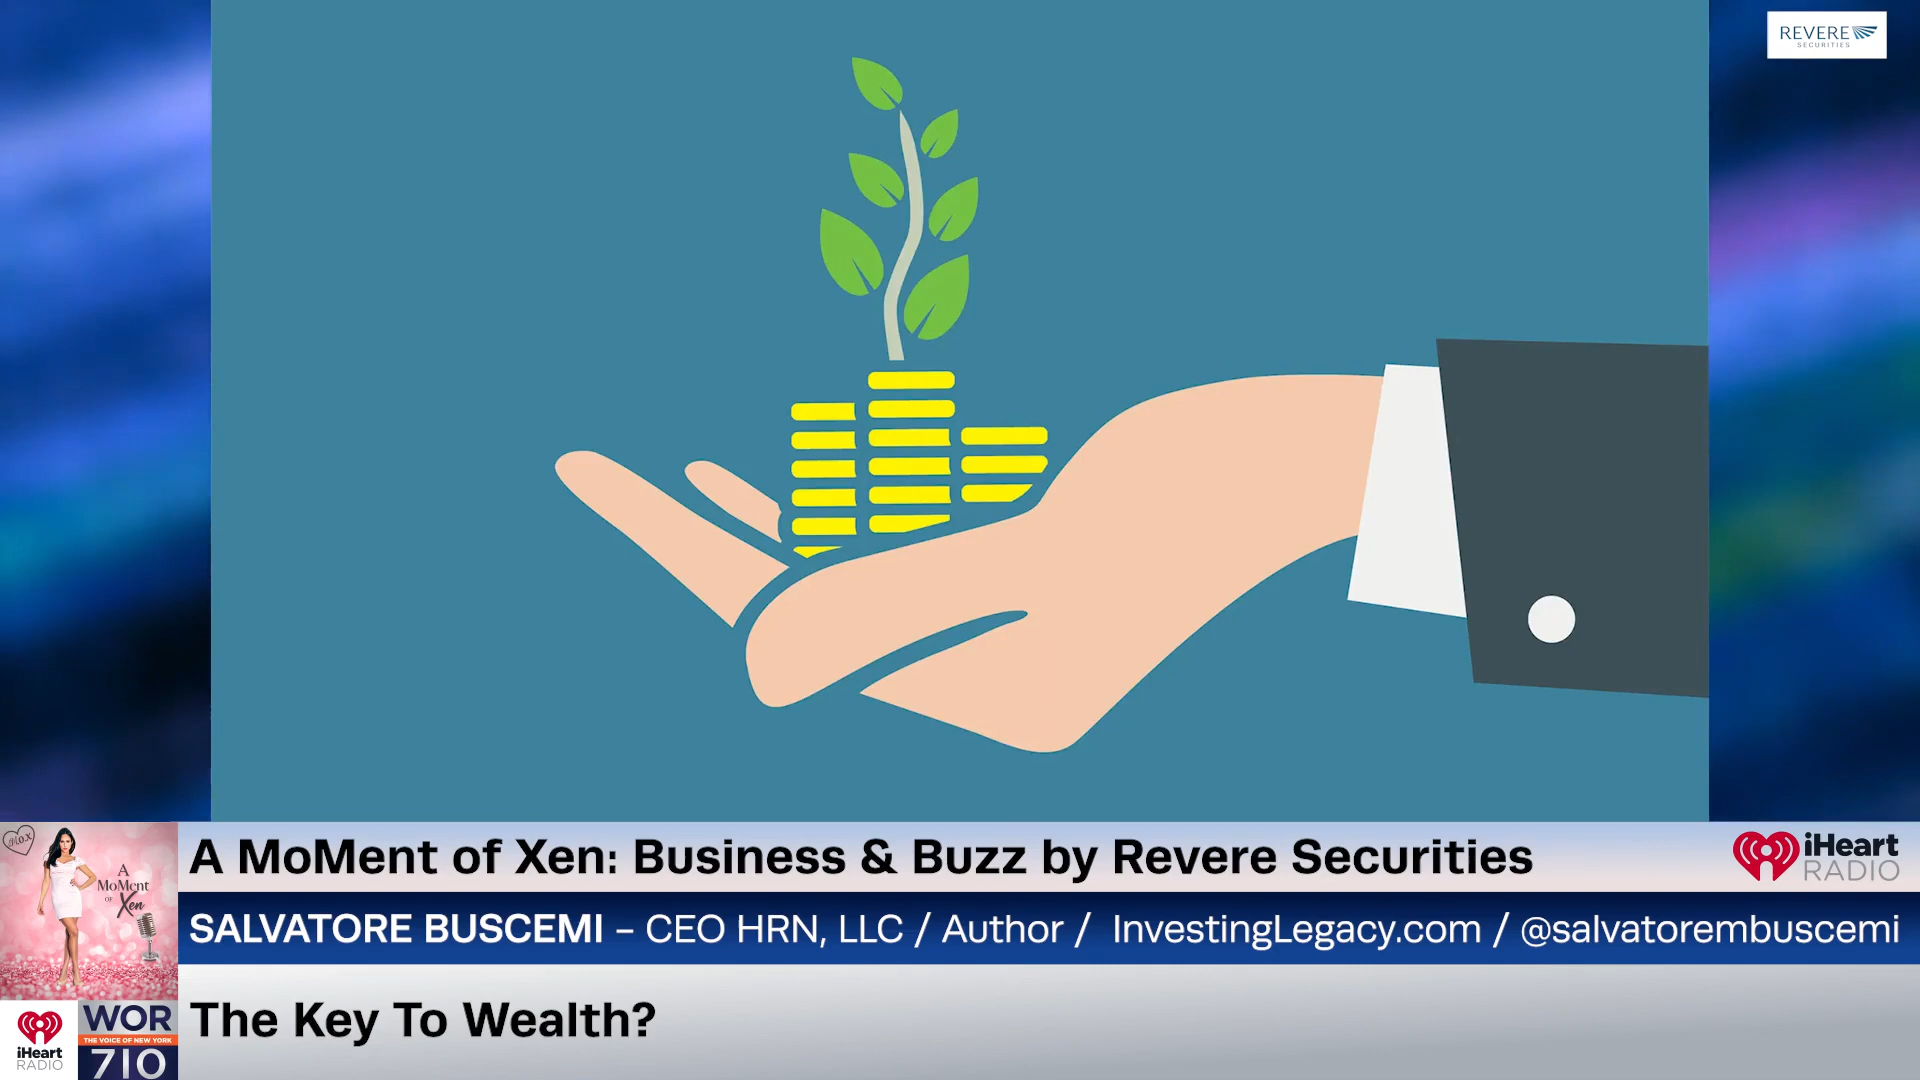 REVERE
SECURITIES
A MoMent of Xen: Business & Buzz by Revere Securities
iHeart
RADIO
SALVATORE BUSCEMI – CEO HRN, LLC / Author / InvestingLegacy.com / @salvatorembuscemi
The Key To Wealth?
M.O.X
A
MoMent
OF
Xen
iHeart
RADIO
WOR
THE VOICE OF NEW YORK
710